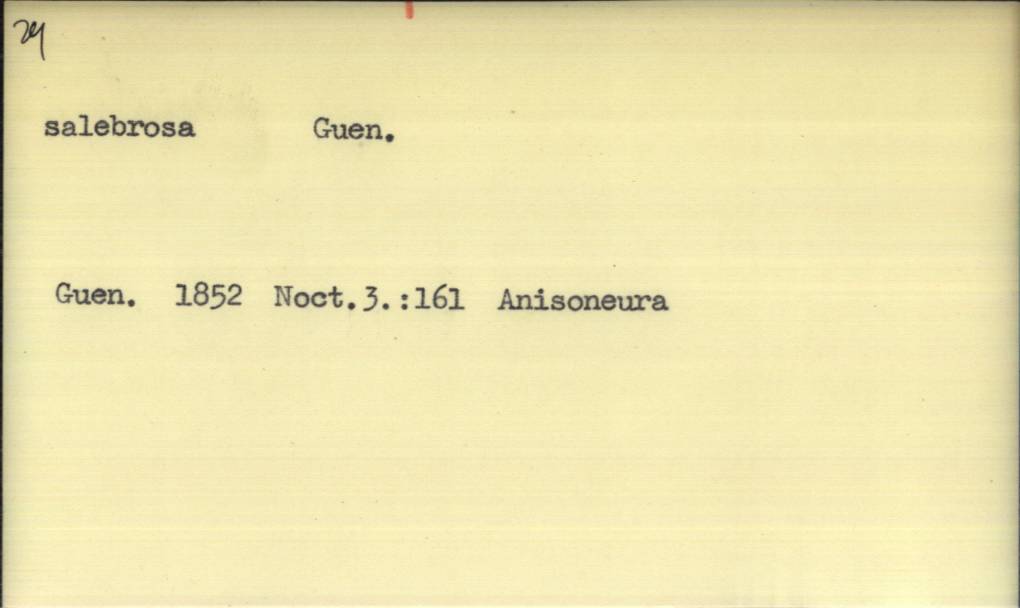 salebrosa Guen.
Guen. 1852 Noct.3.:161 Anisoneura